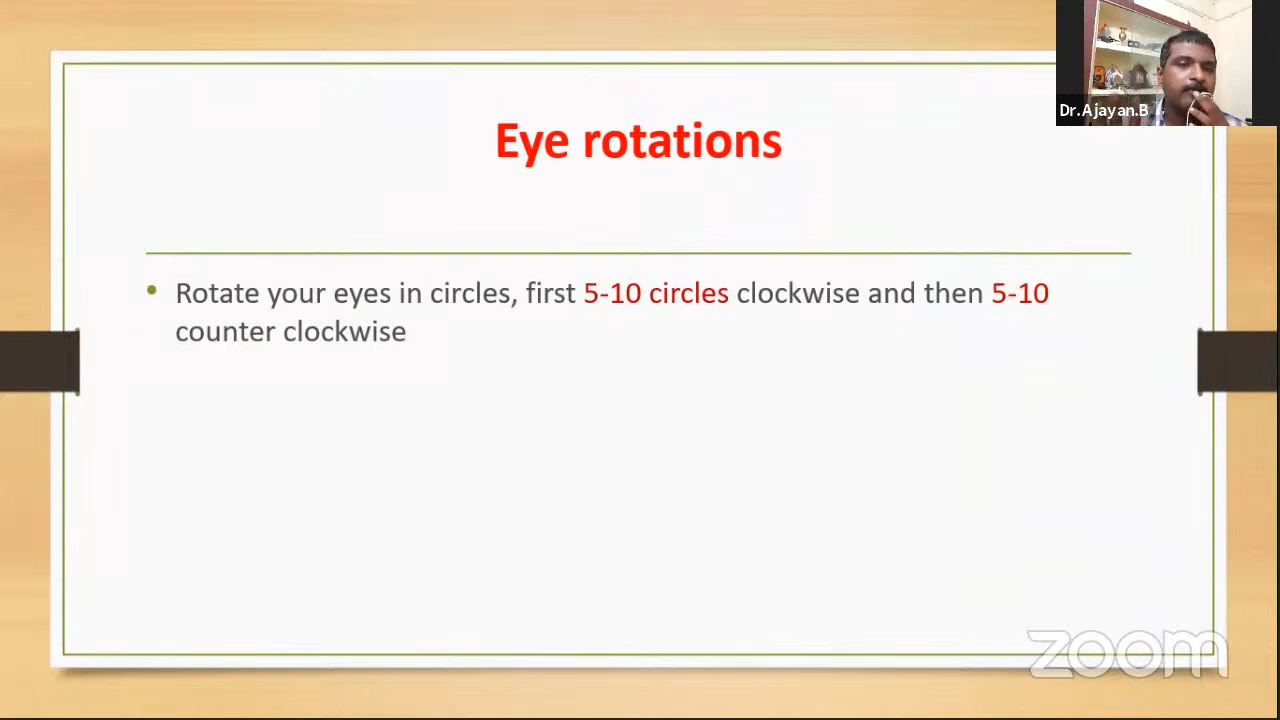 Dr.Ajayan.B
Eye rotations
• Rotate your eyes in circles, first 5-10 circles clockwise and then 5-10
counter clockwise
zoom